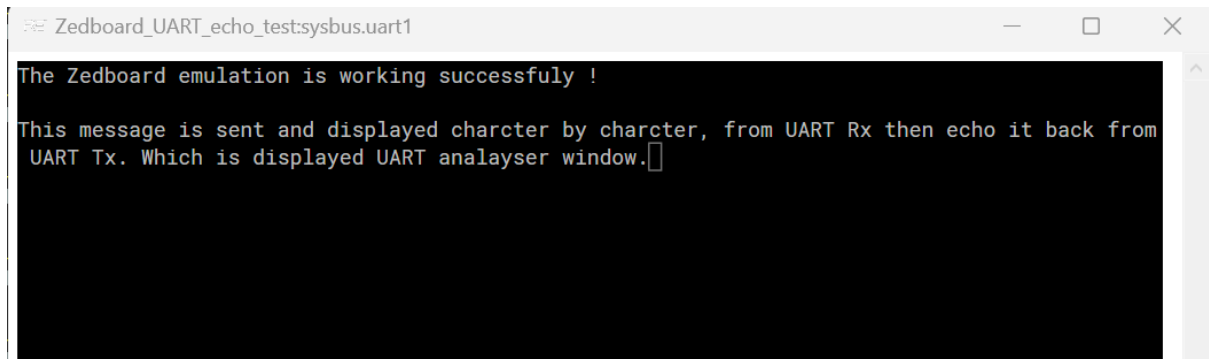 Zedboard_UART_echo_test:sysbus.uart1
The Zedboard emulation is working successfuly !
This message is sent and displayed charcter by charcter, from UART Rx then echo it back from
UART Tx. Which is displayed UART analayser window.